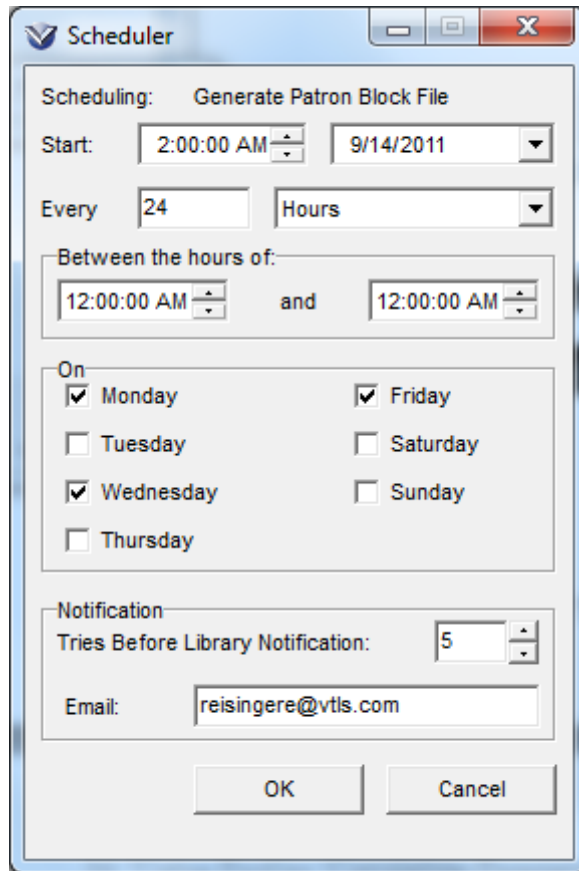 Scheduler
Scheduling: Generate Patron Block File
Start: 2:00:00 AM 9/14/2011
Every 24 Hours
Between the hours of:
12:00:00 AM and 12:00:00 AM
On
Monday Friday
Tuesday Saturday
Wednesday Sunday
Thursday
Notification
Tries Before Library Notification: 5
Email: reisingere@vtls.com
OK Cancel